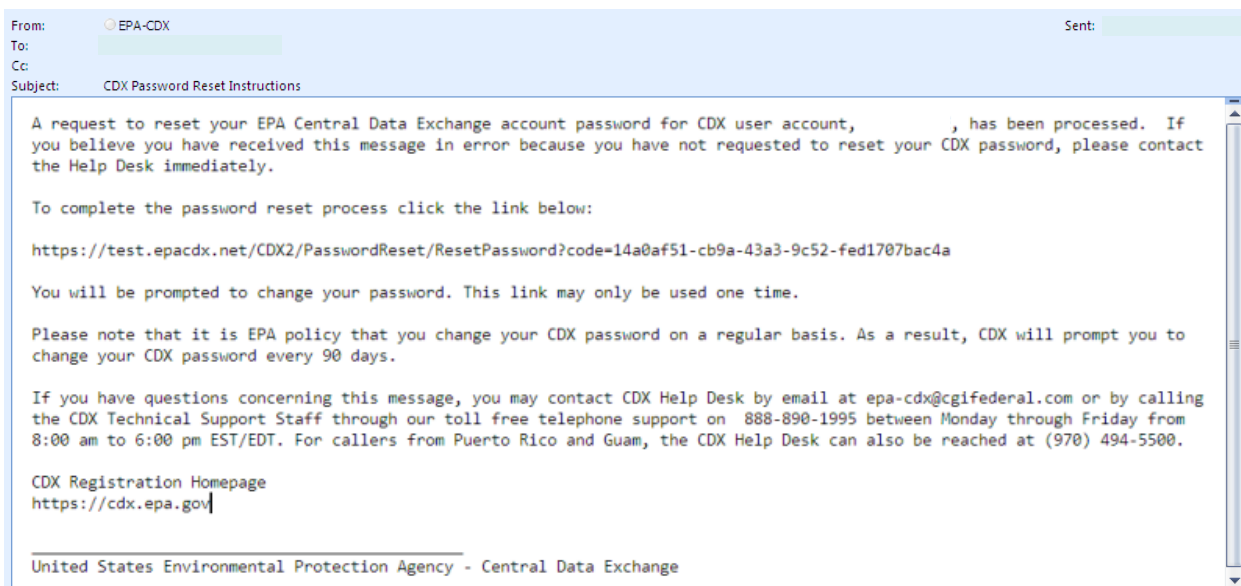 From: EPA-CDX Sent:
To:
Cc:
Subject: CDX Password Reset Instructions
A request to reset your EPA Central Data Exchange account password for CDX user account, , has been processed. If
you believe you have received this message in error because you have not requested to reset your CDX password, please contact
the Help Desk immediately.
To complete the password reset process click the link below:
https://test.epacdx.net/CDX2/PasswordReset/ResetPassword?code=14a0af51-cb9a-43a3-9c52-fed1707bac4a
You will be prompted to change your password. This link may only be used one time.
Please note that it is EPA policy that you change your CDX password on a regular basis. As a result, CDX will prompt you to
change your CDX password every 90 days.
If you have questions concerning this message, you may contact CDX Help Desk by email at epa-cdx@cgifederal.com or by calling
the CDX Technical Support Staff through our toll free telephone support on 888-890-1995 between Monday through Friday from
8:00 am to 6:00 pm EST/EDT. For callers from Puerto Rico and Guam, the CDX Help Desk can also be reached at (970) 494-5500.
CDX Registration Homepage
https://cdx.epa.gov
United States Environmental Protection Agency - Central Data Exchange